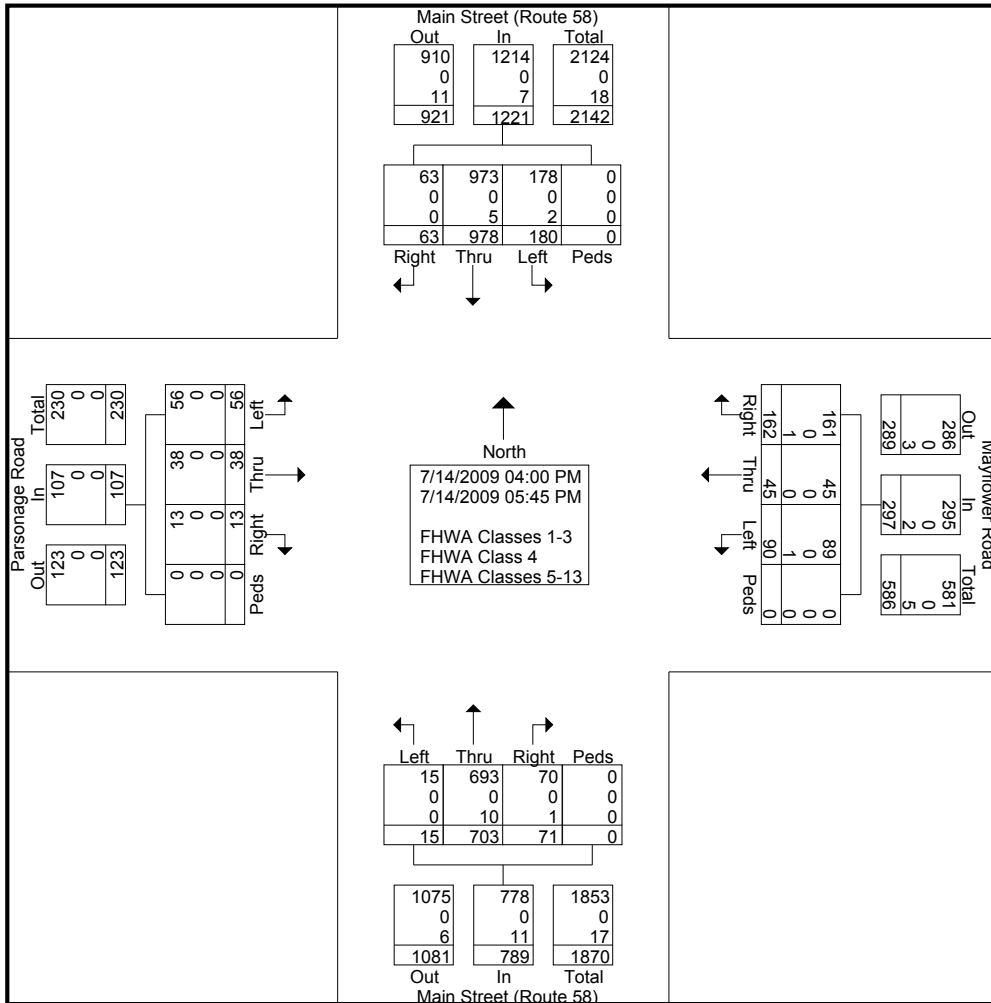 Main Street (Route 58)
Out In Total
910 1214 2124
0 0 0
11 7 18
921 1221 2142
63 973 178 0
0 0 0 0
0 5 2 0
63 978 180 0
Right Thru Left Peds
Parsonage Road
Total In Out
230 107 123
0 0 0
0 0 0
230 107 123
56 38 13 0
0 0 0 0
0 0 0 0
56 38 13 0
Left Thru Right Peds
North
7/14/2009 04:00 PM
7/14/2009 05:45 PM
FHWA Classes 1-3
FHWA Class 4
FHWA Classes 5-13
Right Thru Left Peds
161 45 89 0
0 0 0 0
1 0 1 0
162 45 90 0
Mayflower Road
Out In Total
286 295 581
0 0 0
3 2 5
289 297 586
Left Thru Right Peds
15 693 70 0
0 0 0 0
0 10 1 0
15 703 71 0
1075 778 1853
0 0 0
6 11 17
1081 789 1870
Out In Total
Main Street (Route 58)